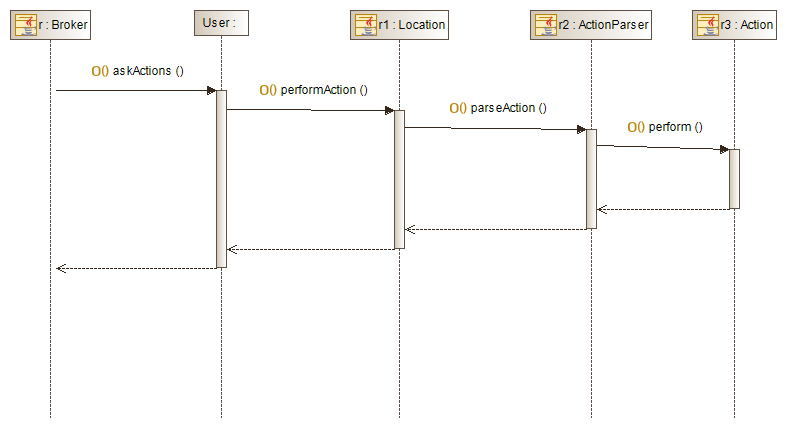 r : Broker
User :
r1 : Location
r2 : ActionParser
r3 : Action
O() askActions ()
O() performAction ()
O() parseAction ()
O() perform ()